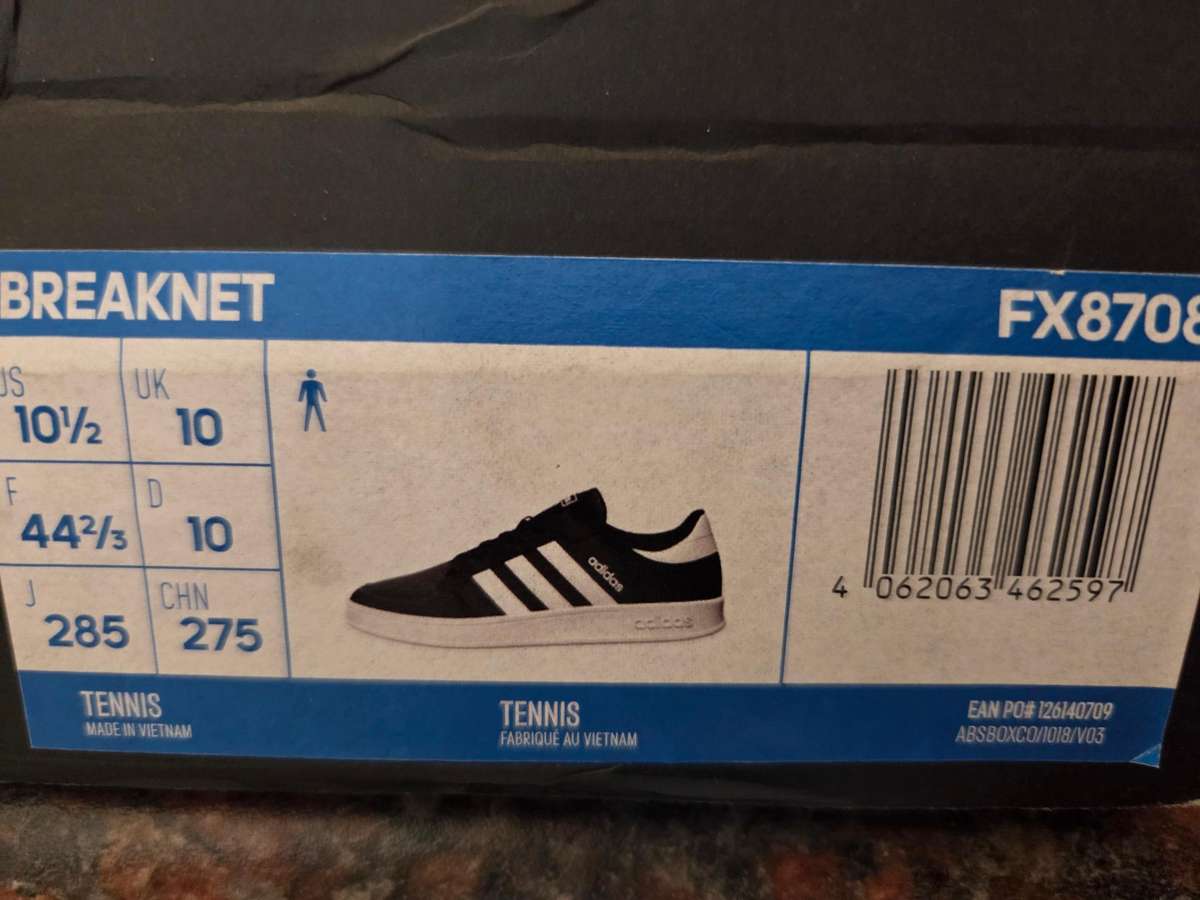 BREAKNET
FX8708
US
10½
UK
10
F
44⅔
D
10
J
285
CHN
275
adidas
adidas
4 062063 462597
TENNIS
MADE IN VIETNAM
TENNIS
FABRIQUÉ AU VIETNAM
EAN PO# 126140709
ABSBOXCO/1018/V03